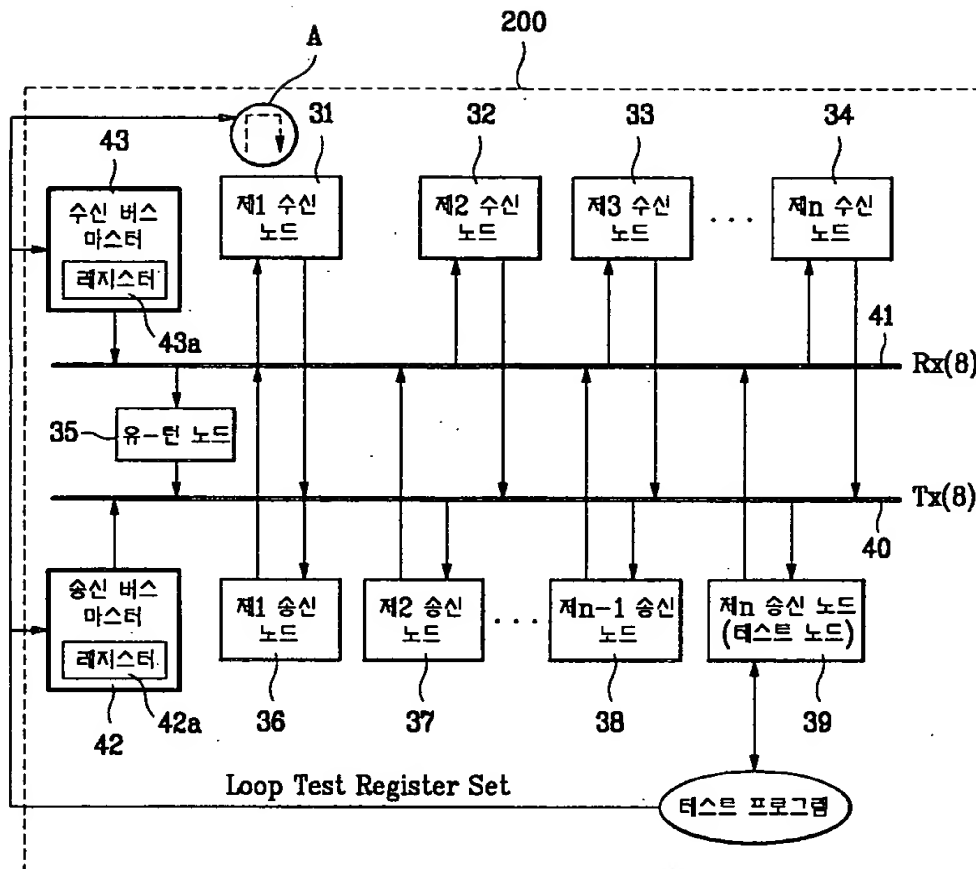 200
A
31
32
33
34
43
수신 버스
마스터
레지스터
43a
제1 수신
노드
제2 수신
노드
제3 수신
노드
...
제n 수신
노드
41
Rx(8)
35
유-턴 노드
Tx(8)
40
송신 버스
마스터
레지스터
42a
42
제1 송신
노드
제2 송신
노드
...
제n-1 송신
노드
제n 송신 노드
(테스트 노드)
36
37
38
39
Loop Test Register Set
테스트 프로그램